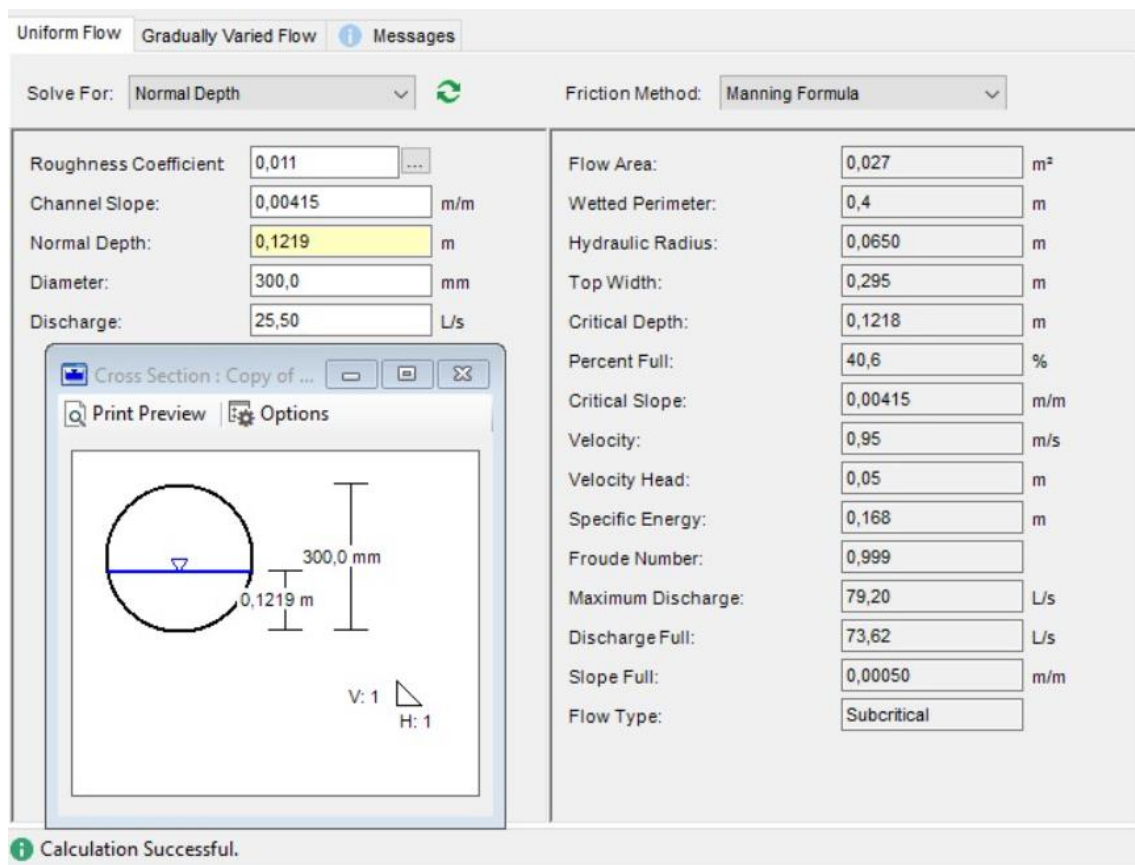 Uniform Flow Gradually Varied Flow Messages
Solve For: Normal Depth Friction Method: Manning Formula
Roughness Coefficient 0,011 ...
Channel Slope: 0,00415 m/m
Normal Depth: 0,1219 m
Diameter: 300,0 mm
Discharge: 25,50 L/s
Cross Section : Copy of ...
Print Preview Options
300,0 mm
0,1219 m
V: 1
H: 1
Flow Area: 0,027 m²
Wetted Perimeter: 0,4 m
Hydraulic Radius: 0,0650 m
Top Width: 0,295 m
Critical Depth: 0,1218 m
Percent Full: 40,6 %
Critical Slope: 0,00415 m/m
Velocity: 0,95 m/s
Velocity Head: 0,05 m
Specific Energy: 0,168 m
Froude Number: 0,999
Maximum Discharge: 79,20 L/s
Discharge Full: 73,62 L/s
Slope Full: 0,00050 m/m
Flow Type: Subcritical
Calculation Successful.